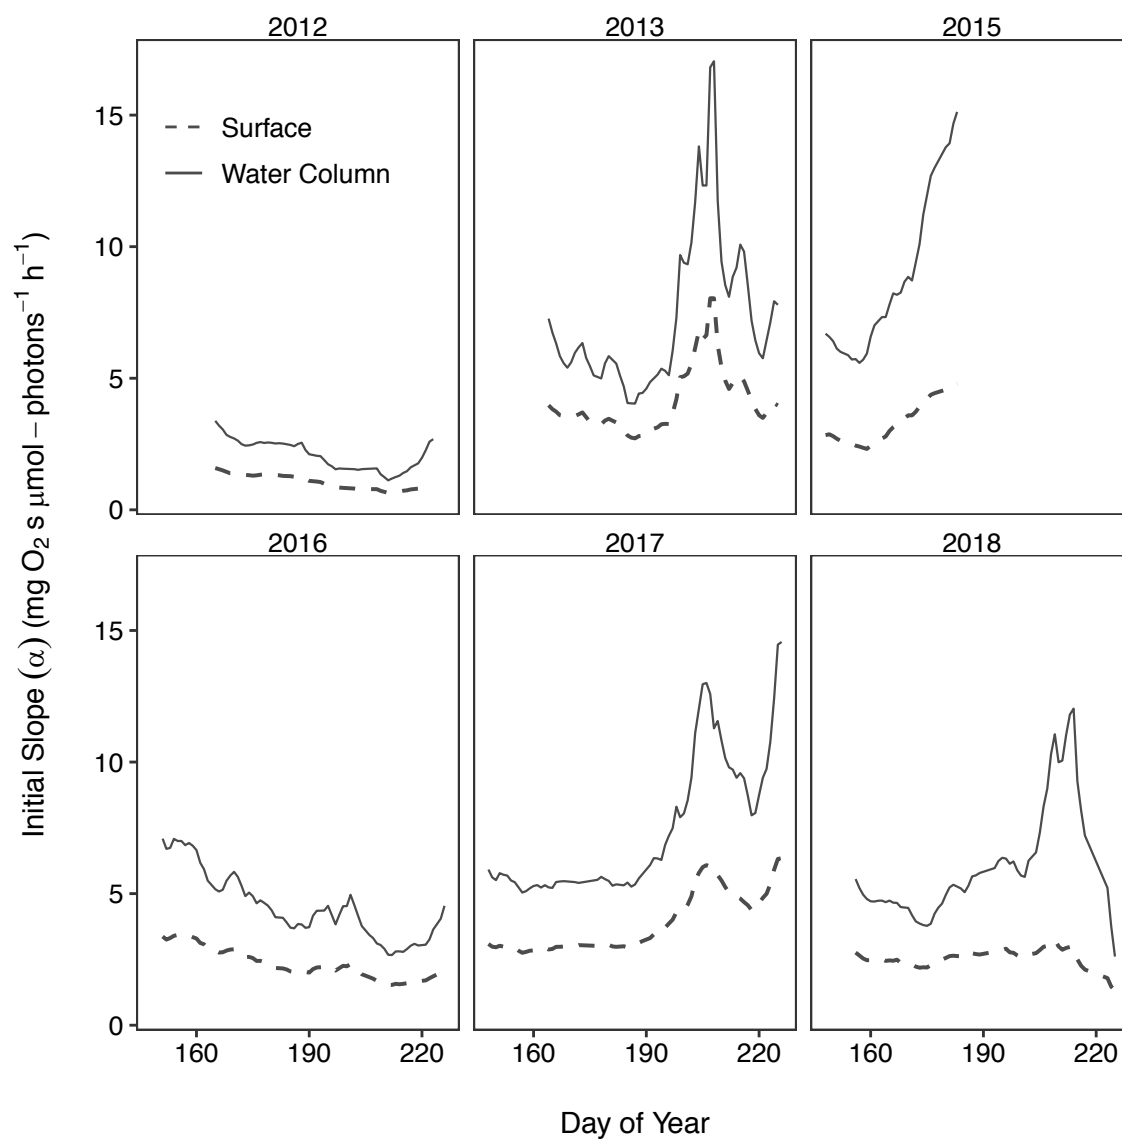 2012 2013 2015
Surface
Water Column
15
10
5
0
2016 2017 2018
15
10
5
0
160 190 220 160 190 220 160 190 220
Day of Year
Initial Slope (α) (mg O₂ s μmol−photons⁻¹ h⁻¹)